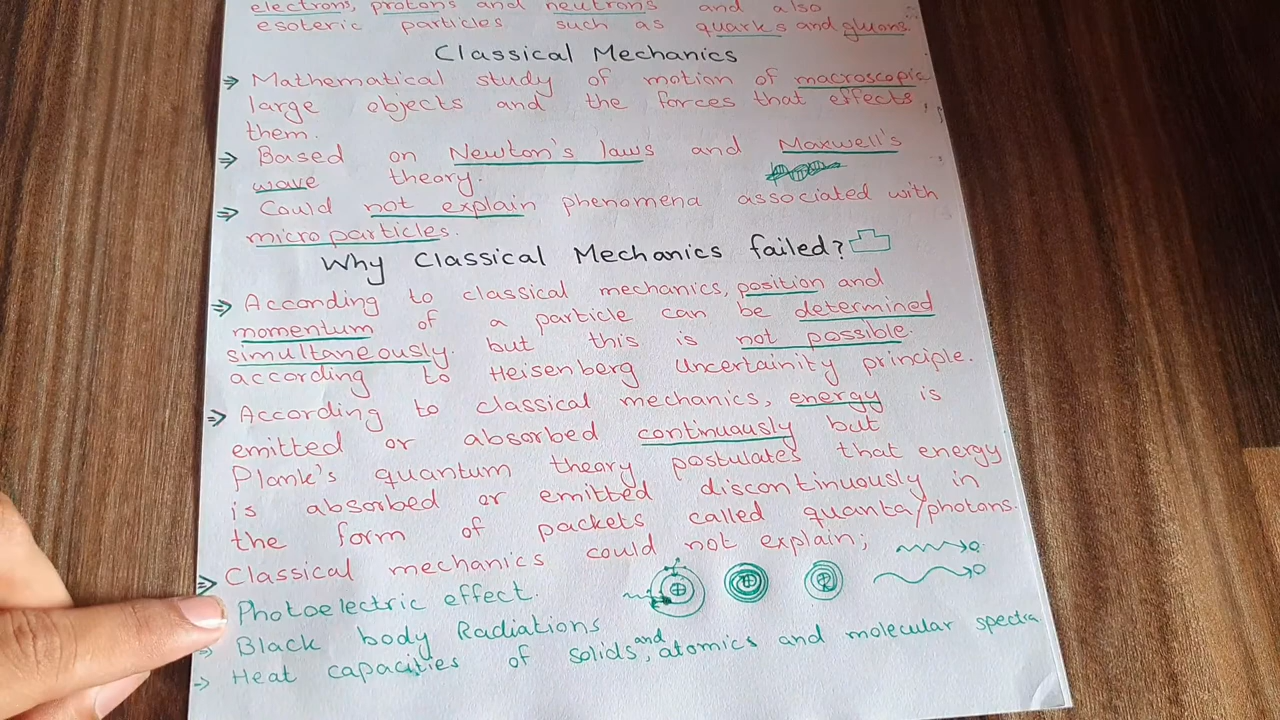 electrons, protons and neutrons and also
esoteric particles such as quarks and gluons.
Classical Mechanics
⇒ Mathematical study of motion of macroscopic
large objects and the forces that effects
them.
⇒ Based on Newton's laws and Maxwell's
wave theory.
⇒ Could not explain phenomena associated with
micro particles.
Why Classical Mechanics failed?
⇒ According to classical mechanics, position and
momentum of a particle can be determined
simultaneously. but this is not possible.
according to Heisenberg Uncertainity principle.
⇒ According to classical mechanics, energy is
emitted or absorbed continuously but
Plank's quantum theory postulates that energy
is absorbed or emitted discontinuously in
the form of packets called quanta/photons.
⇒ Classical mechanics could not explain;
Photoelectric effect.
→ Black body Radiations
→ Heat capacities of solids, and atomics and molecular spectra.